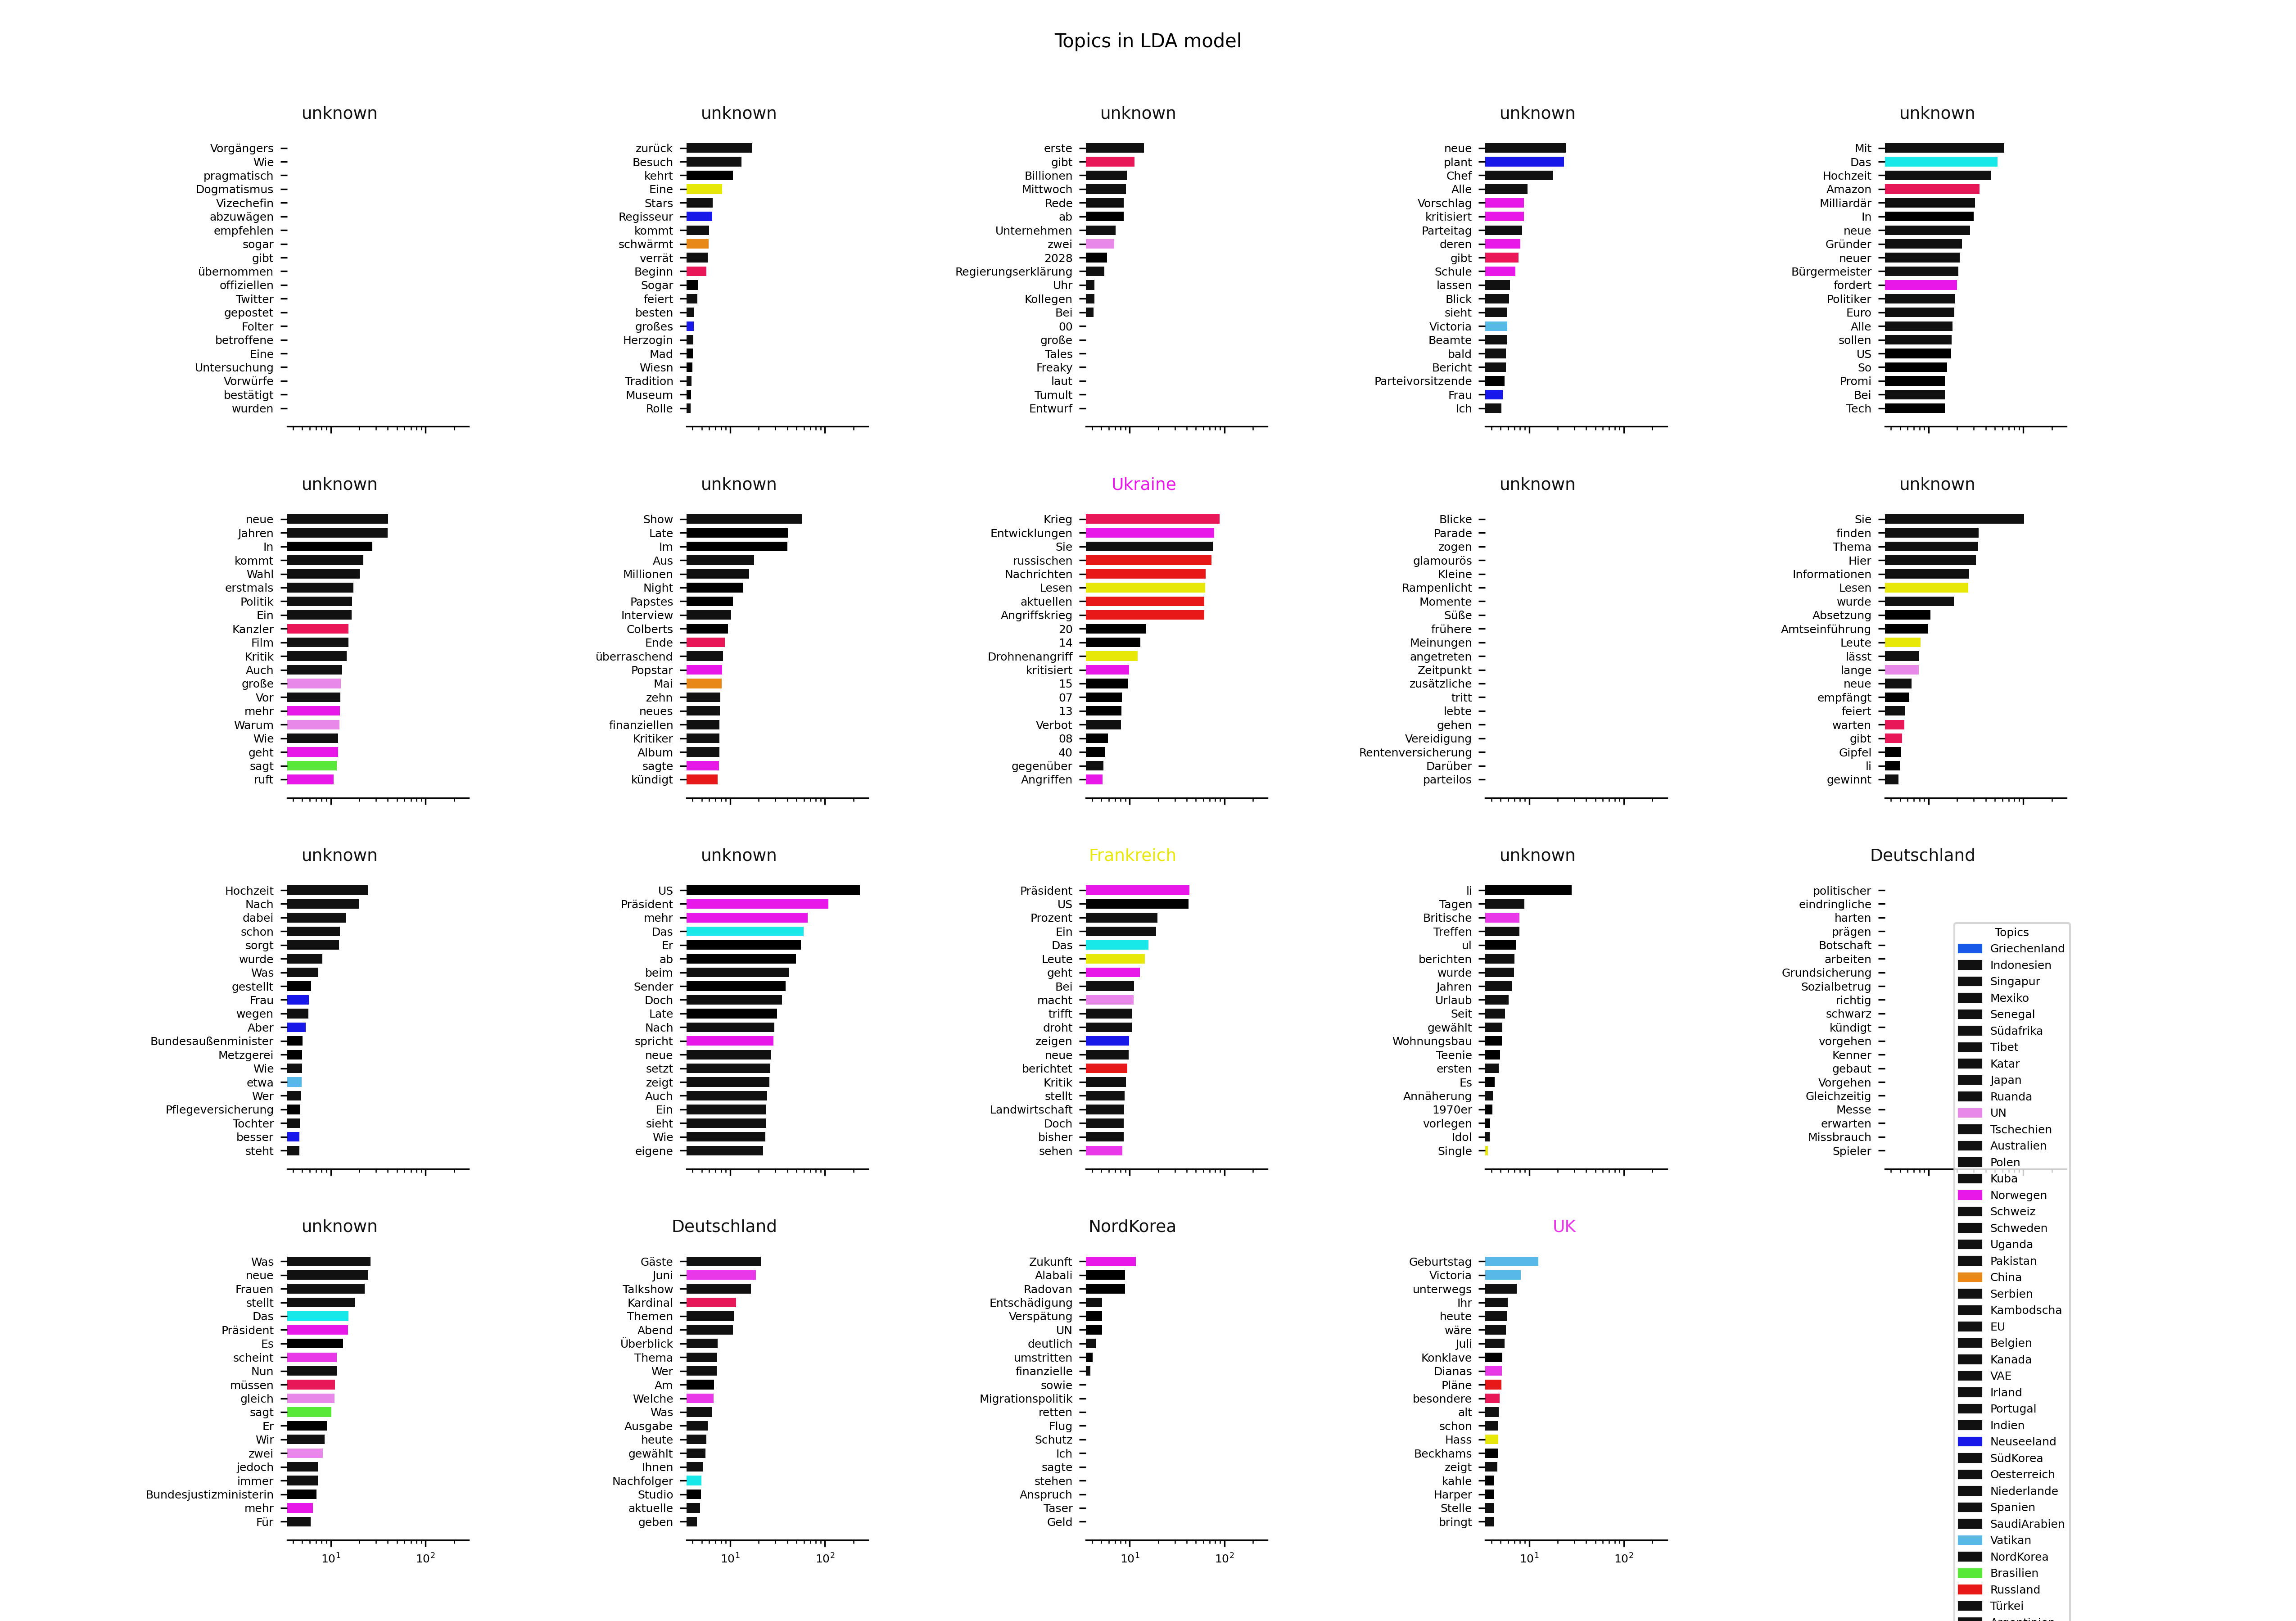 Topics in LDA model
unknown
Vorgängers
Wie
pragmatisch
Dogmatismus
Vizechefin
abzuwägen
empfehlen
sogar
gibt
übernommen
offiziellen
Twitter
gepostet
Folter
betroffene
Eine
Untersuchung
Vorwürfe
bestätigt
wurden
unknown
zurück
Besuch
kehrt
Eine
Stars
Regisseur
kommt
schwärmt
verrät
Beginn
Sogar
feiert
besten
großes
Herzogin
Mad
Wiesn
Tradition
Museum
Rolle
unknown
erste
gibt
Billionen
Mittwoch
Rede
ab
Unternehmen
zwei
2028
Regierungserklärung
Uhr
Kollegen
Bei
00
große
Tales
Freaky
laut
Tumult
Entwurf
unknown
neue
plant
Chef
Alle
Vorschlag
kritisiert
Parteitag
deren
gibt
Schule
lassen
Blick
sieht
Victoria
Beamte
bald
Bericht
Parteivorsitzende
Frau
Ich
unknown
Mit
Das
Hochzeit
Amazon
Milliardär
In
neue
Gründer
neuer
Bürgermeister
fordert
Politiker
Euro
Alle
sollen
US
So
Promi
Bei
Tech
unknown
neue
Jahren
In
kommt
Wahl
erstmals
Politik
Ein
Kanzler
Film
Kritik
Auch
große
Vor
mehr
Warum
Wie
geht
sagt
ruft
unknown
Show
Late
Im
Aus
Millionen
Night
Papstes
Interview
Colberts
Ende
überraschend
Popstar
Mai
zehn
neues
finanziellen
Kritiker
Album
sagte
kündigt
Ukraine
Krieg
Entwicklungen
Sie
russischen
Nachrichten
Lesen
aktuellen
Angriffskrieg
20
14
Drohnenangriff
kritisiert
15
07
13
Verbot
08
40
gegenüber
Angriffen
unknown
Blicke
Parade
zogen
glamourös
Kleine
Rampenlicht
Momente
Süße
frühere
Meinungen
angetreten
Zeitpunkt
zusätzliche
tritt
lebte
gehen
Vereidigung
Rentenversicherung
Darüber
parteilos
unknown
Sie
finden
Thema
Hier
Informationen
Lesen
wurde
Absetzung
Amtseinführung
Leute
lässt
lange
neue
empfängt
feiert
warten
gibt
Gipfel
li
gewinnt
unknown
Hochzeit
Nach
dabei
schon
sorgt
wurde
Was
gestellt
Frau
wegen
Aber
Bundesaußenminister
Metzgerei
Wie
etwa
Wer
Pflegeversicherung
Tochter
besser
steht
unknown
US
Präsident
mehr
Das
Er
ab
beim
Sender
Doch
Late
Nach
spricht
neue
setzt
zeigt
Auch
Ein
sieht
Wie
eigene
Frankreich
Präsident
US
Prozent
Ein
Das
Leute
geht
Bei
macht
trifft
droht
zeigen
neue
berichtet
Kritik
stellt
Landwirtschaft
Doch
bisher
sehen
unknown
li
Tagen
Britische
Treffen
ul
berichten
wurde
Jahren
Urlaub
Seit
gewählt
Wohnungsbau
Teenie
ersten
Es
Annäherung
1970er
vorlegen
Idol
Single
Deutschland
politischer
eindringliche
harten
prägen
Botschaft
arbeiten
Grundsicherung
Sozialbetrug
richtig
schwarz
kündigt
vorgehen
Kenner
gebaut
Vorgehen
Gleichzeitig
Messe
erwarten
Missbrauch
Spieler
unknown
Was
neue
Frauen
stellt
Das
Präsident
Es
scheint
Nun
müssen
gleich
sagt
Er
Wir
zwei
jedoch
immer
Bundesjustizministerin
mehr
Für
10¹ 10²
Deutschland
Gäste
Juni
Talkshow
Kardinal
Themen
Abend
Überblick
Thema
Wer
Am
Welche
Was
Ausgabe
heute
gewählt
Ihnen
Nachfolger
Studio
aktuelle
geben
10¹ 10²
NordKorea
Zukunft
Alabali
Radovan
Entschädigung
Verspätung
UN
deutlich
umstritten
finanzielle
sowie
Migrationspolitik
retten
Flug
Schutz
Ich
sagte
stehen
Anspruch
Taser
Geld
10¹ 10²
UK
Geburtstag
Victoria
unterwegs
Ihr
heute
wäre
Juli
Konklave
Dianas
Pläne
besondere
alt
schon
Hass
Beckhams
zeigt
kahle
Harper
Stelle
bringt
10¹ 10²
Topics
Griechenland
Indonesien
Singapur
Mexiko
Senegal
Südafrika
Tibet
Katar
Japan
Ruanda
UN
Tschechien
Australien
Polen
Kuba
Norwegen
Schweiz
Schweden
Uganda
Pakistan
China
Serbien
Kambodscha
EU
Belgien
Kanada
VAE
Irland
Portugal
Indien
Neuseeland
SüdKorea
Oesterreich
Niederlande
Spanien
SaudiArabien
Vatikan
NordKorea
Brasilien
Russland
Türkei